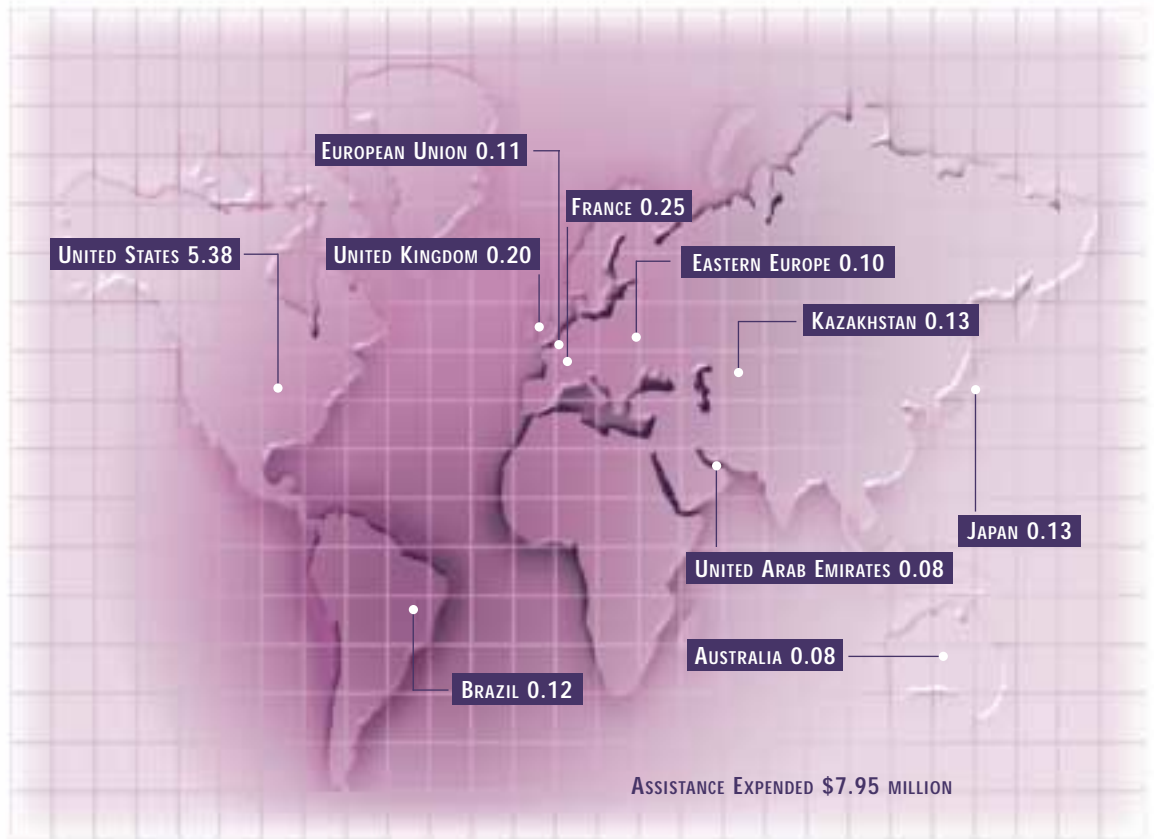 European Union 0.11
France 0.25
United States 5.38
United Kingdom 0.20
Eastern Europe 0.10
Kazakhstan 0.13
Japan 0.13
United Arab Emirates 0.08
Australia 0.08
Brazil 0.12
Assistance Expended $7.95 million